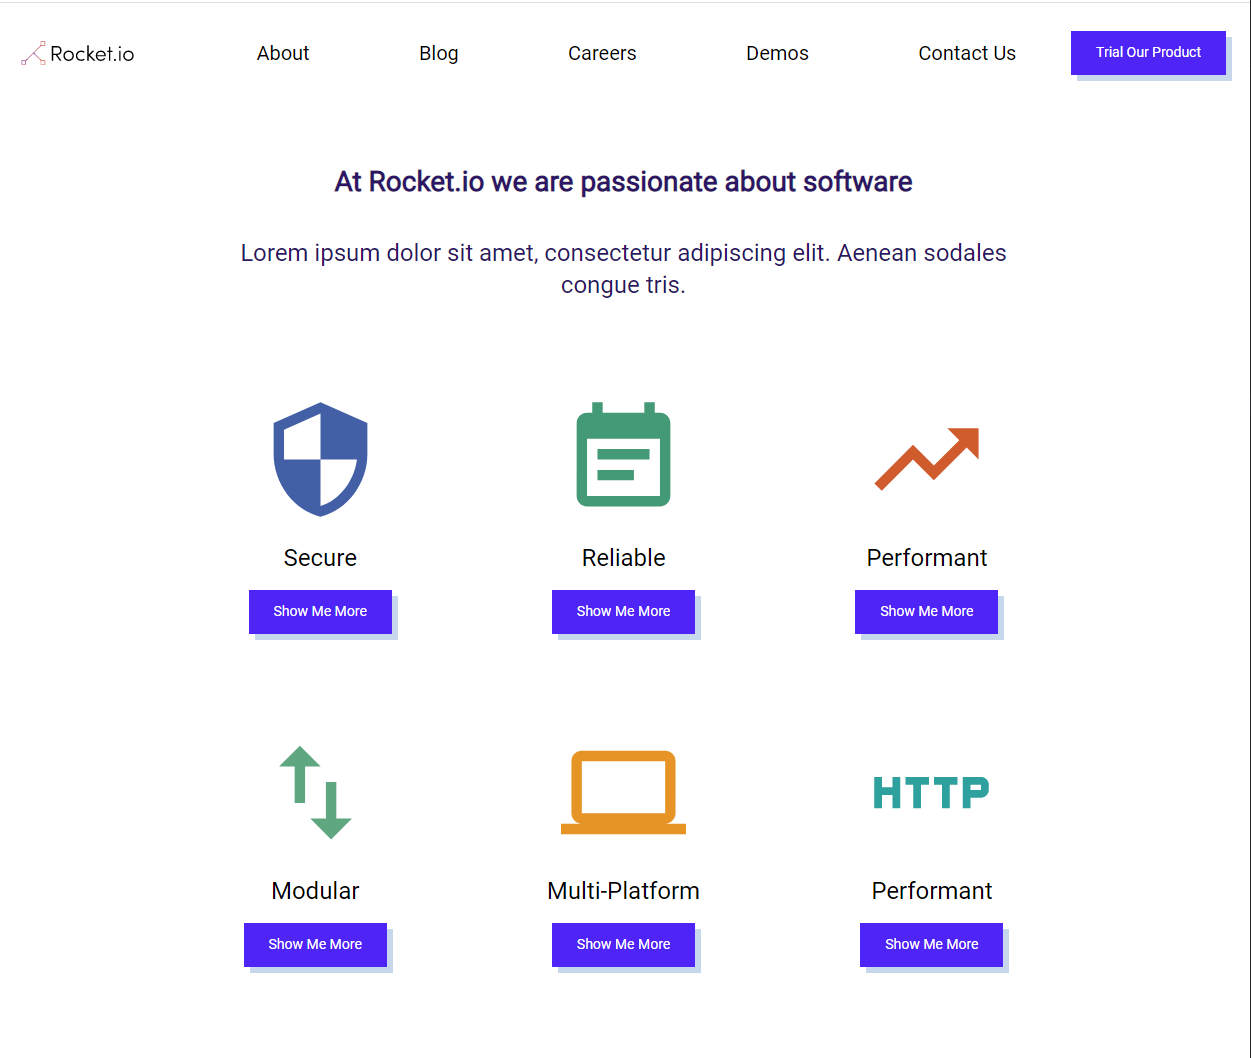 Rocket.io About Blog Careers Demos Contact Us Trial Our Product
At Rocket.io we are passionate about software
Lorem ipsum dolor sit amet, consectetur adipiscing elit. Aenean sodales
congue tris.
Secure Reliable Performant
Show Me More Show Me More Show Me More
HTTP
Modular Multi-Platform Performant
Show Me More Show Me More Show Me More